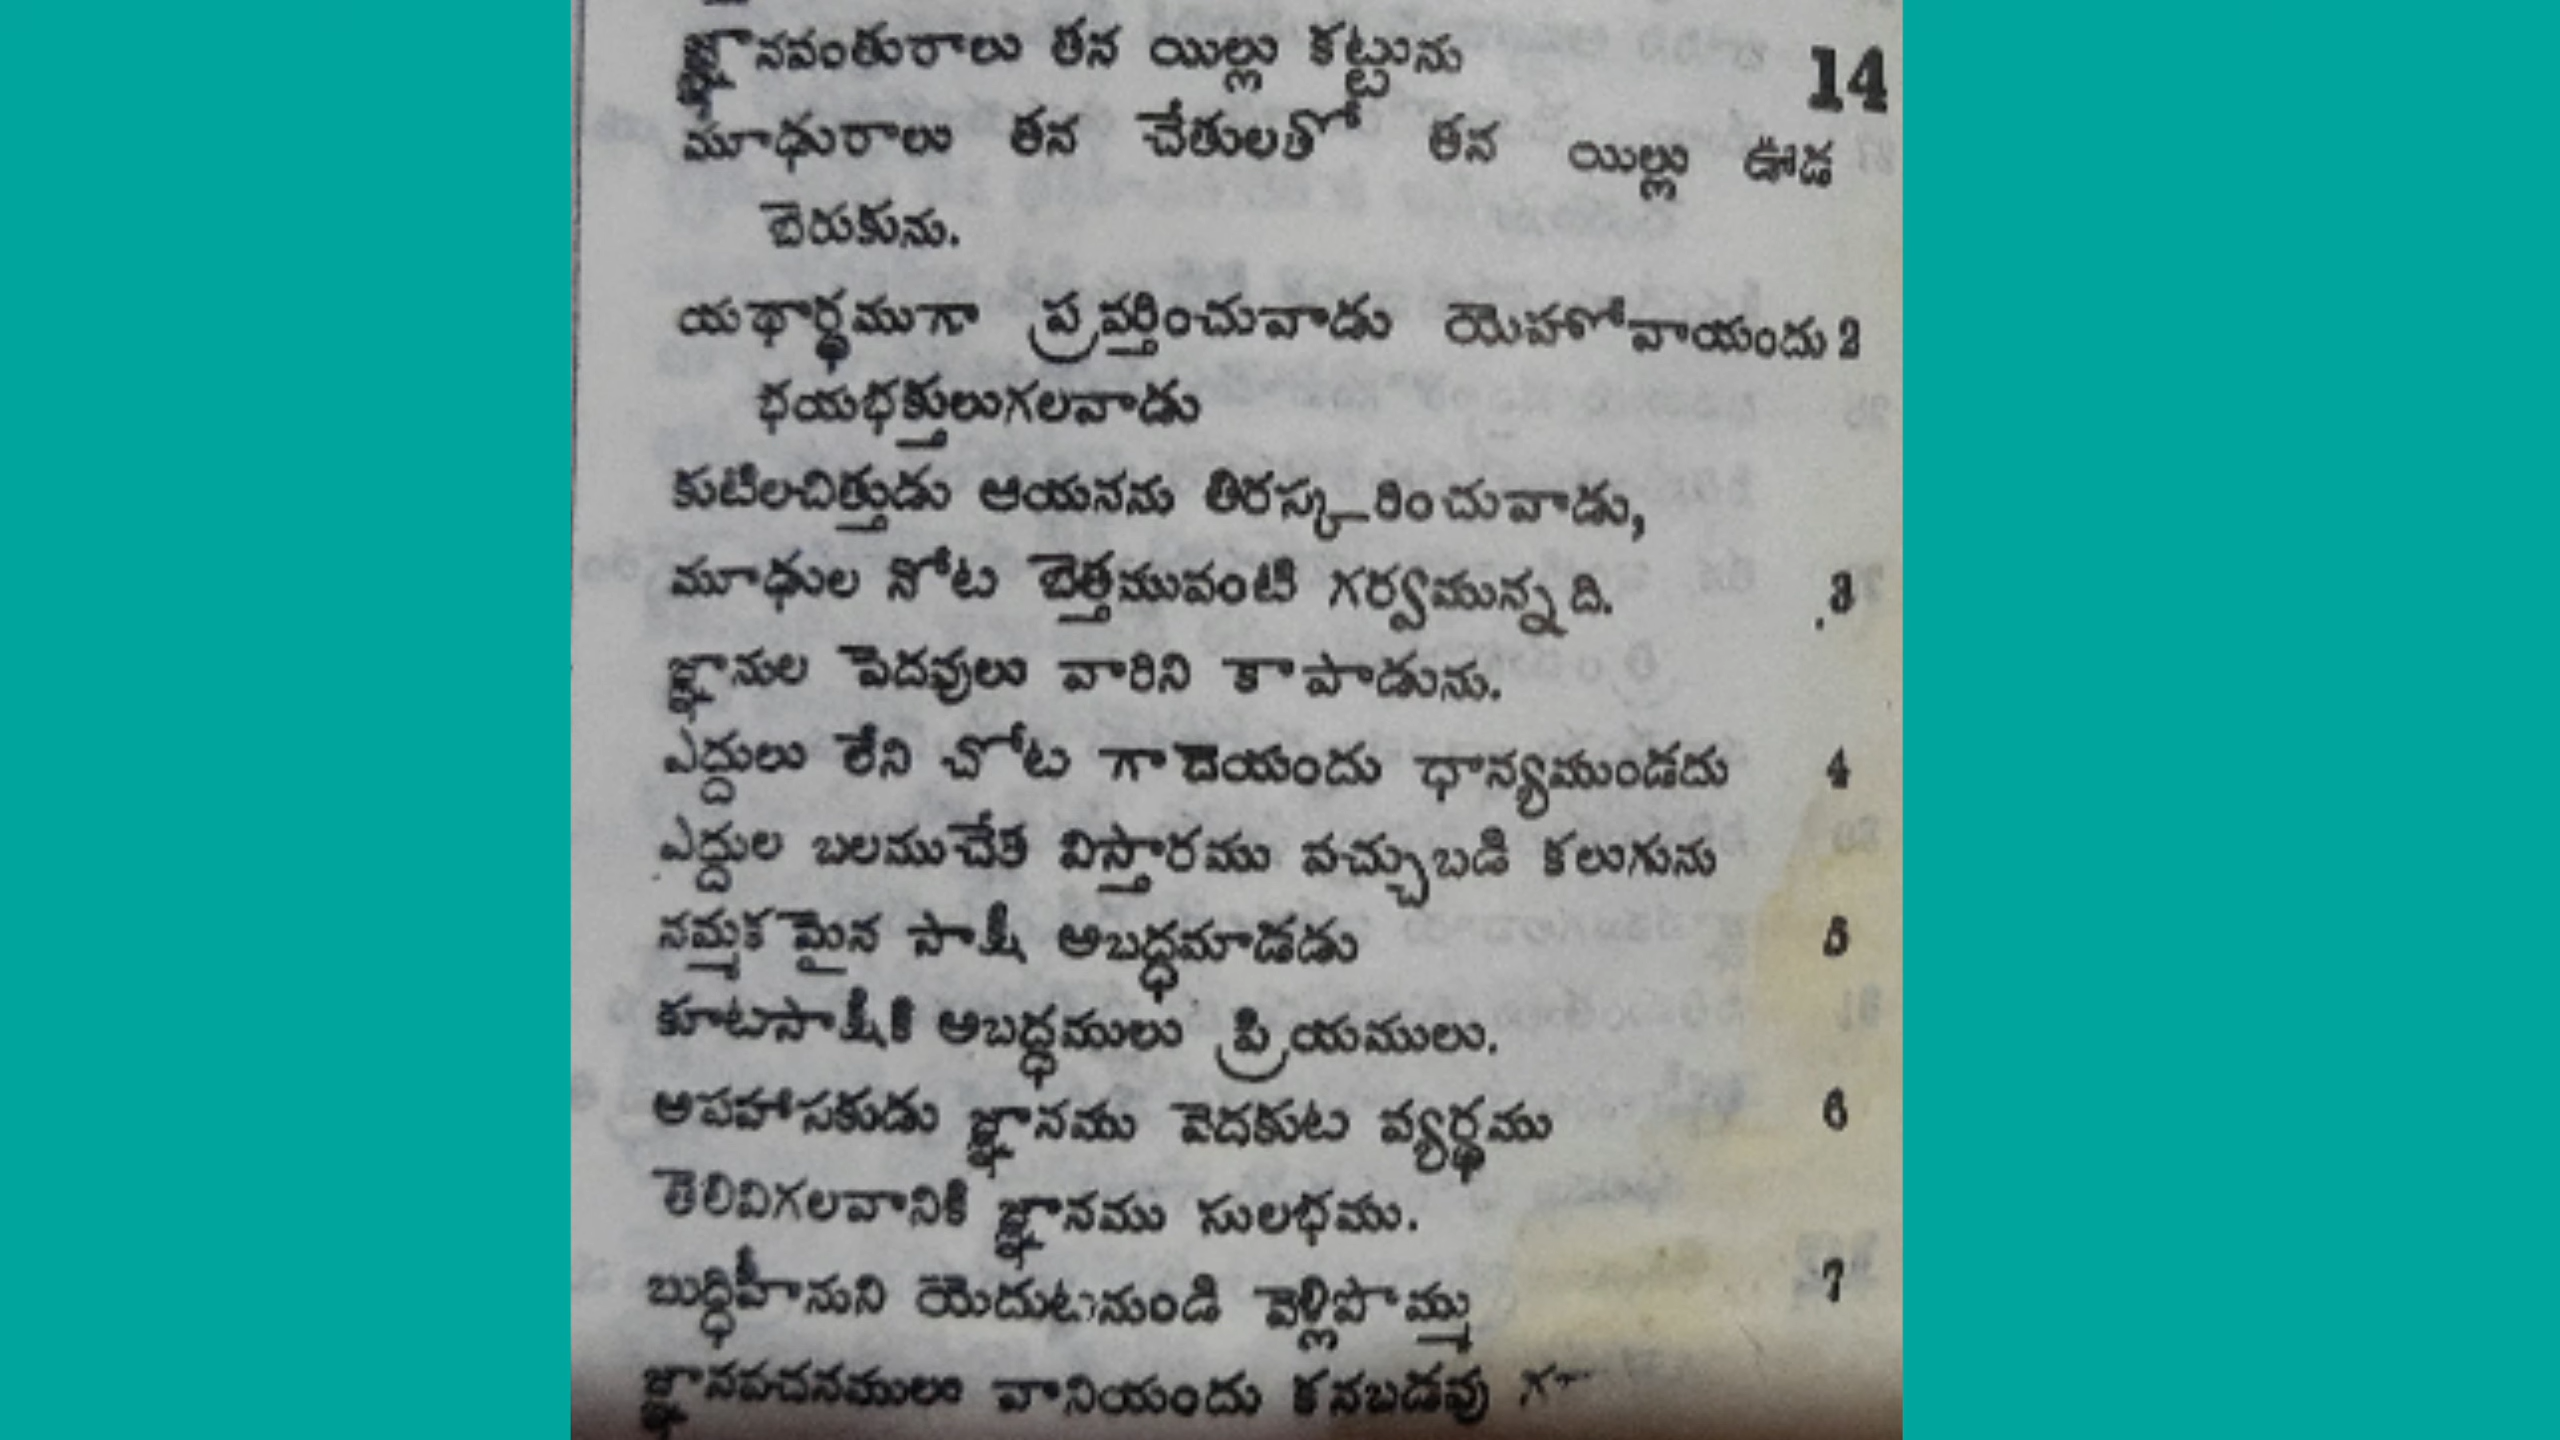 జ్ఞానవంతురాలు తన యిల్లు కట్టును 14
మూఢురాలు తన చేతులతో తన యిల్లు ఊడ
బెరుకును.
యథార్థముగా ప్రవర్తించువాడు యెహోవాయందు 2
భయభక్తులుగలవాడు
కుటిలచిత్తుడు ఆయనను తిరస్కరించువాడు,
మూఢుల నోట బెత్తమువంటి గర్వమున్నది. 3
జ్ఞానుల పెదవులు వారిని కాపాడును.
ఎద్దులు లేని చోట గాదెయందు ధాన్యముండదు 4
ఎద్దుల బలముచేత విస్తారము వచ్చుబడి కలుగును
నమ్మకమైన సాక్షి అబద్ధమాడడు 5
కూటసాక్షికి అబద్ధములు ప్రియములు.
అపహాసకుడు జ్ఞానము వెదకుట వ్యర్థము 6
తెలివిగలవానికి జ్ఞానము సులభము.
బుద్ధిహీనుని యెదుటనుండి వెళ్లిపొమ్ము 7
జ్ఞానవచనములు వానియందు కనబడవు